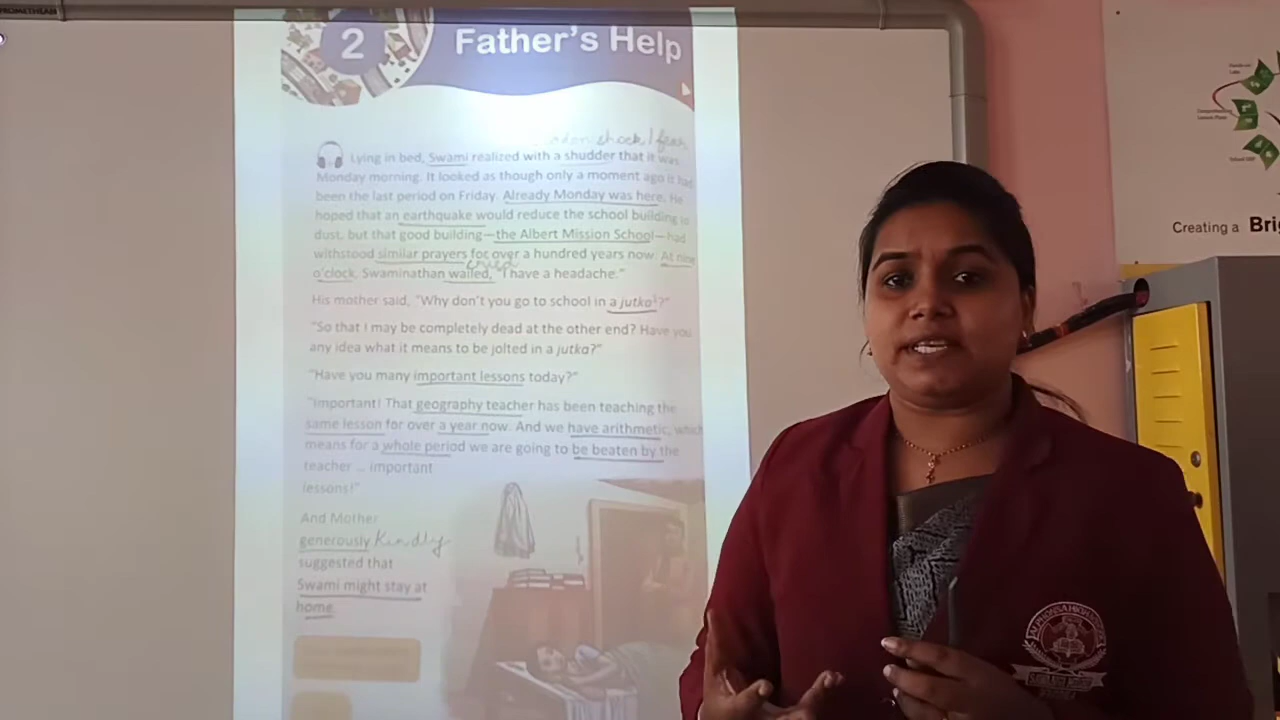 PROMETHEAN
2
Father's Help
shock / fear
Lying in bed, Swami realized with a shudder that it was
Monday morning. It looked as though only a moment ago it had
been the last period on Friday. Already Monday was here. He
hoped that an earthquake would reduce the school building to
dust, but that good building—the Albert Mission School—had
withstood similar prayers for over a hundred years now. At nine
cried
o'clock, Swaminathan wailed, "I have a headache."
His mother said, "Why don't you go to school in a jutka¹?"
"So that I may be completely dead at the other end? Have you
any idea what it means to be jolted in a jutka?"
"Have you many important lessons today?"
"Important! That geography teacher has been teaching the
same lesson for over a year now. And we have arithmetic, which
means for a whole period we are going to be beaten by the
teacher ... important
lessons!"
And Mother
generously Kindly
suggested that
Swami might stay at
home.
Creating a Brig